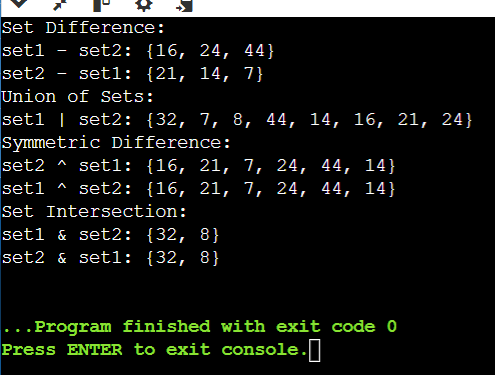 Set Difference:
set1 - set2: {16, 24, 44}
set2 - set1: {21, 14, 7}
Union of Sets:
set1 | set2: {32, 7, 8, 44, 14, 16, 21, 24}
Symmetric Difference:
set2 ^ set1: {16, 21, 7, 24, 44, 14}
set1 ^ set2: {16, 21, 7, 24, 44, 14}
Set Intersection:
set1 & set2: {32, 8}
set2 & set1: {32, 8}
...Program finished with exit code 0
Press ENTER to exit console.